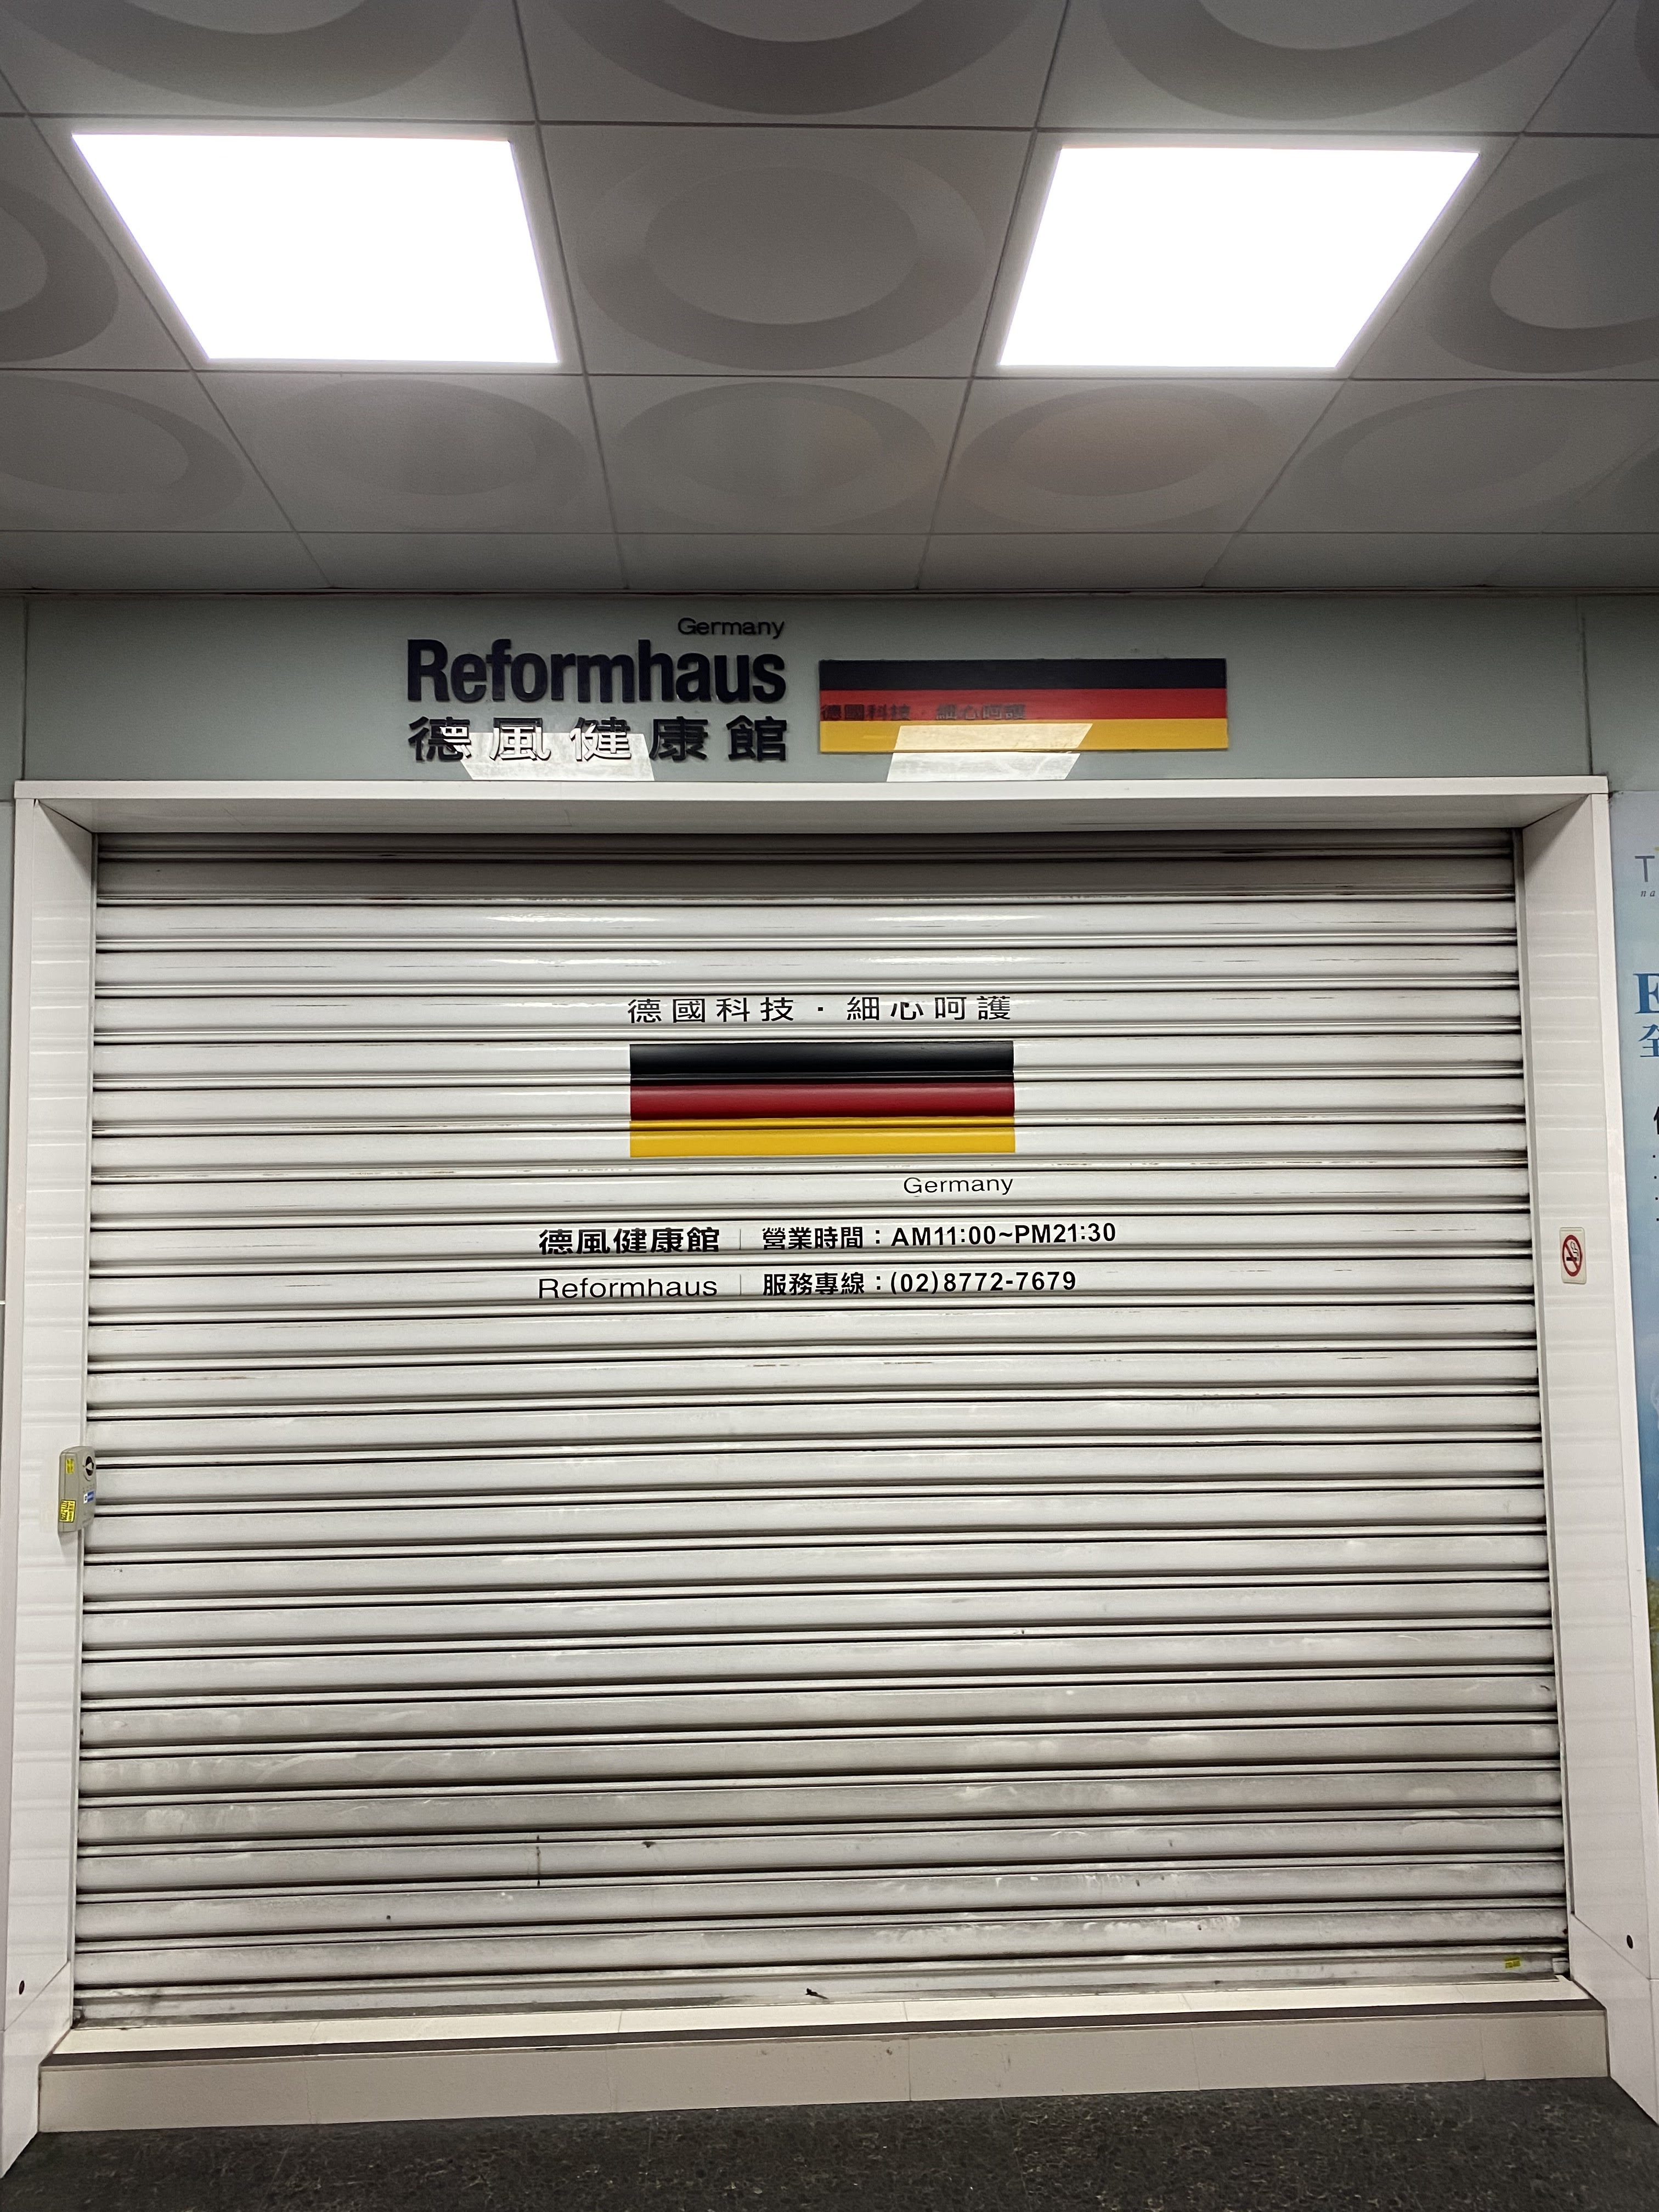 Germany
Reformhaus
德風健康館
德國科技．細心呵護
德國科技．細心呵護
Germany
德風健康館 | 營業時間：AM11:00~PM21:30
Reformhaus | 服務專線：(02)8772-7679